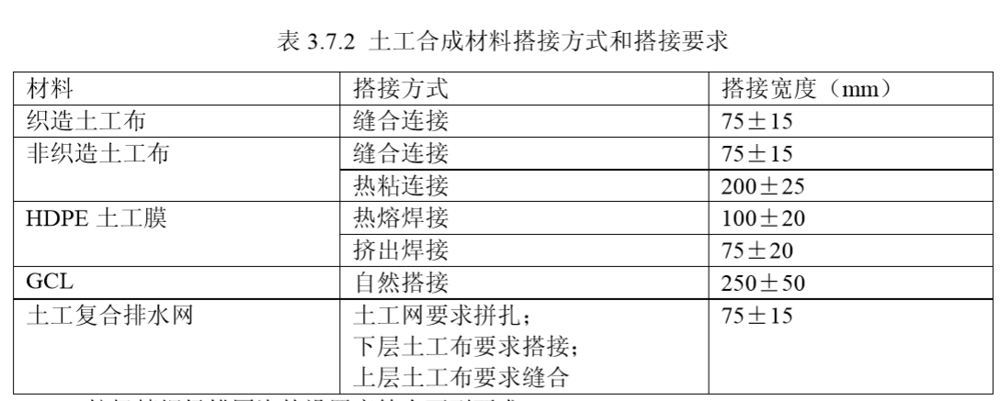 表 3.7.2 土工合成材料搭接方式和搭接要求
材料 搭接方式 搭接宽度（mm）
织造土工布 缝合连接 75±15
非织造土工布 缝合连接 75±15
热粘连接 200±25
HDPE 土工膜 热熔焊接 100±20
挤出焊接 75±20
GCL 自然搭接 250±50
土工复合排水网 土工网要求拼扎； 75±15
下层土工布要求搭接；
上层土工布要求缝合